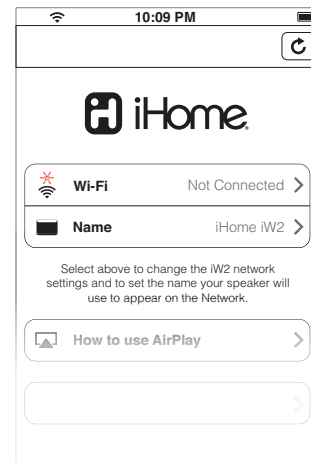 10:09 PM
iHome
Wi-Fi Not Connected
Name iHome iW2
Select above to change the iW2 network
settings and to set the name your speaker will
use to appear on the Network.
How to use AirPlay